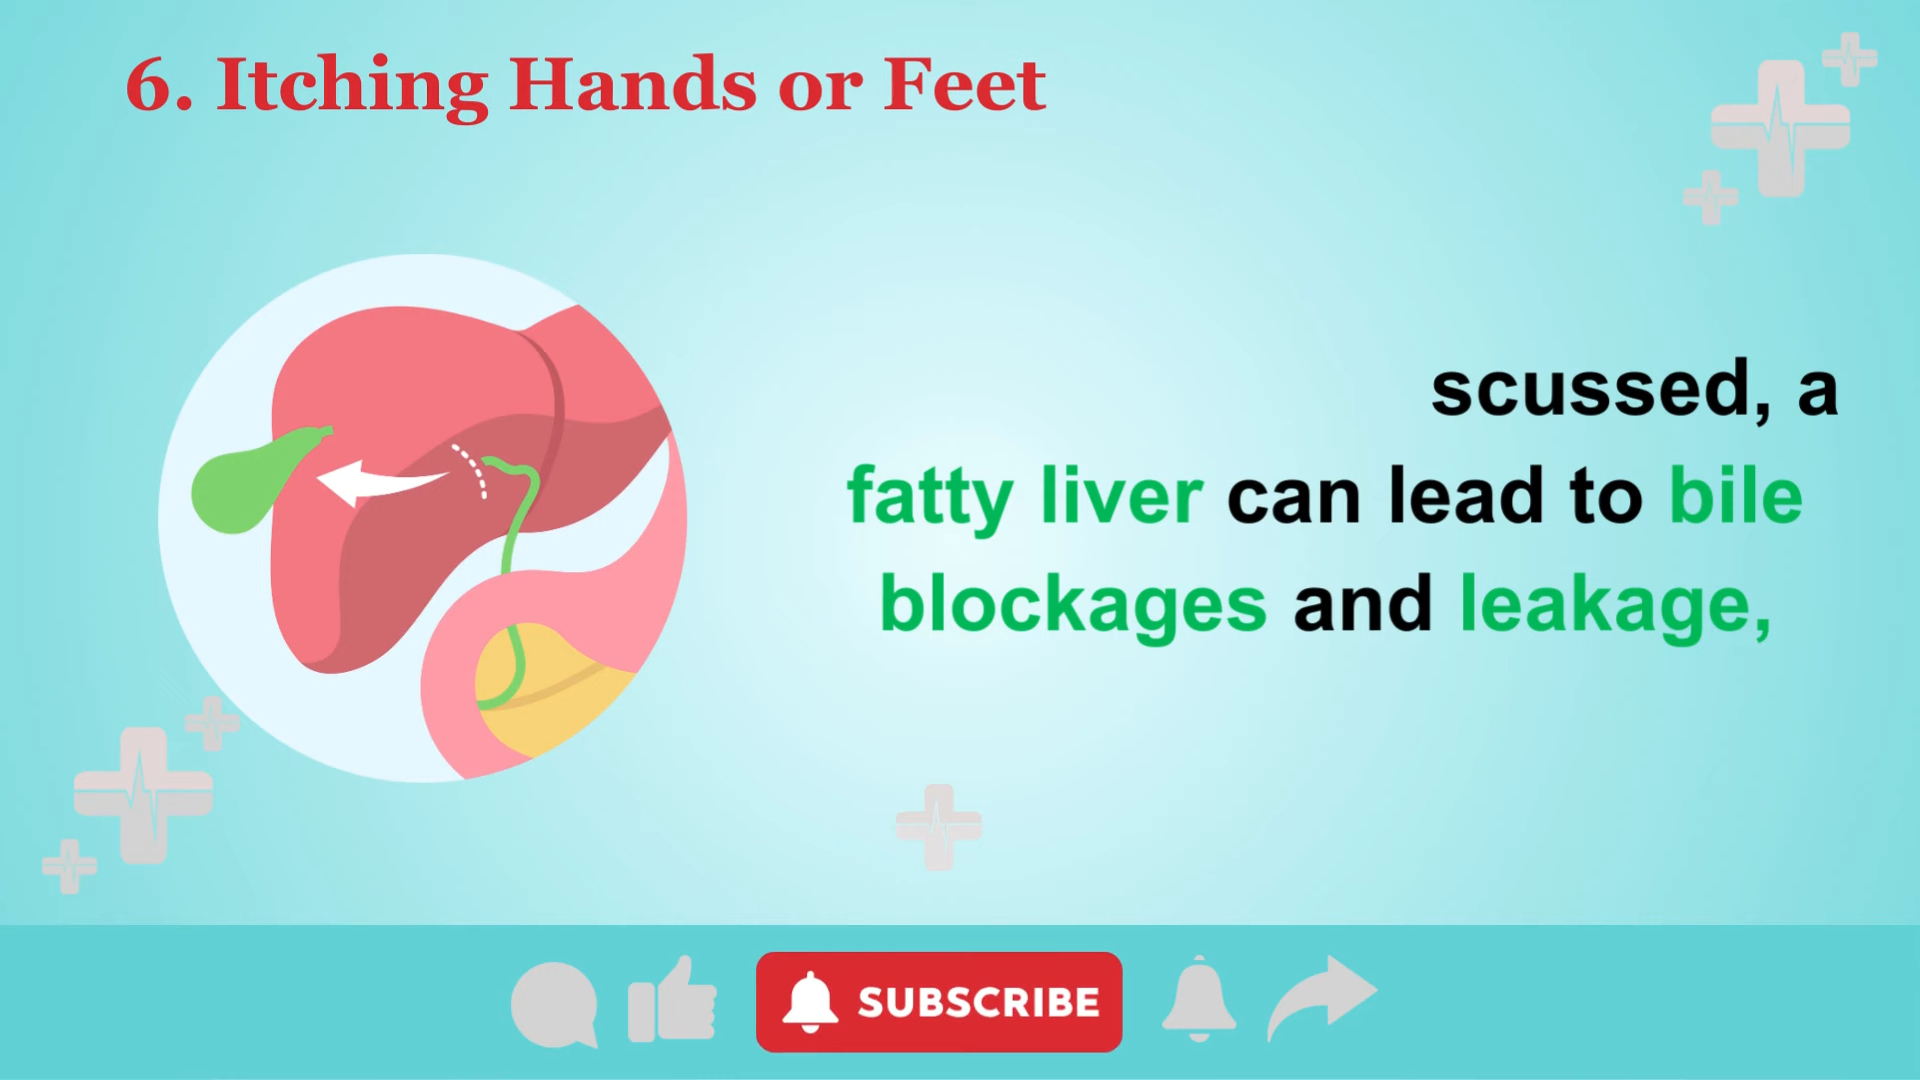 6. Itching Hands or Feet
scussed, a
fatty liver can lead to bile
blockages and leakage,
SUBSCRIBE